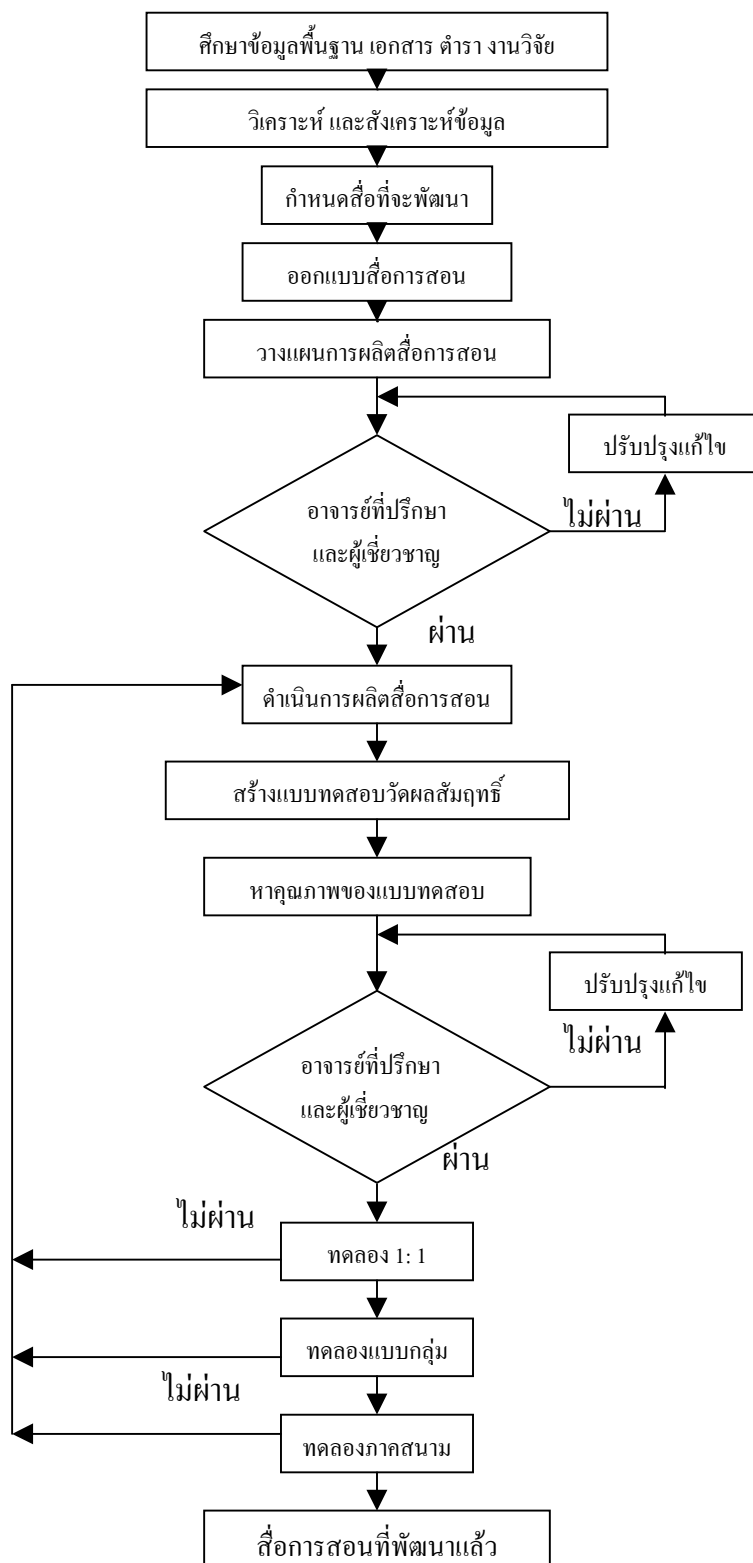 ศึกษาข้อมูลพื้นฐาน เอกสาร ตำรา งานวิจัย
วิเคราะห์ และสังเคราะห์ข้อมูล
กำหนดสื่อที่จะพัฒนา
ออกแบบสื่อการสอน
วางแผนการผลิตสื่อการสอน
ปรับปรุงแก้ไข
อาจารย์ที่ปรึกษา
และผู้เชี่ยวชาญ
ไม่ผ่าน
ผ่าน
ดำเนินการผลิตสื่อการสอน
สร้างแบบทดสอบวัดผลสัมฤทธิ์
หาคุณภาพของแบบทดสอบ
ปรับปรุงแก้ไข
ไม่ผ่าน
อาจารย์ที่ปรึกษา
และผู้เชี่ยวชาญ
ผ่าน
ไม่ผ่าน
ทดลอง 1: 1
ทดลองแบบกลุ่ม
ไม่ผ่าน
ทดลองภาคสนาม
สื่อการสอนที่พัฒนาแล้ว